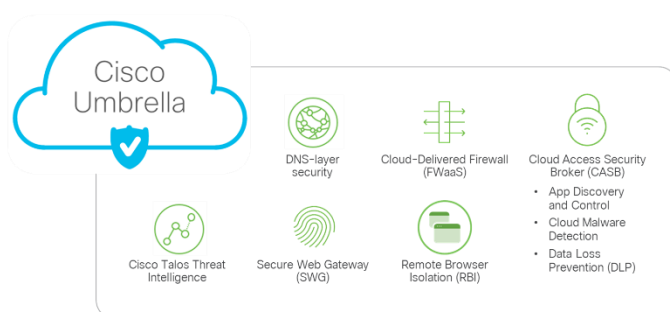 Cisco
Umbrella
DNS-layer
security
Cloud-Delivered Firewall
(FWaaS)
Cloud Access Security
Broker (CASB)
• App Discovery
and Control
• Cloud Malware
Detection
• Data Loss
Prevention (DLP)
Cisco Talos Threat
Intelligence
Secure Web Gateway
(SWG)
Remote Browser
Isolation (RBI)